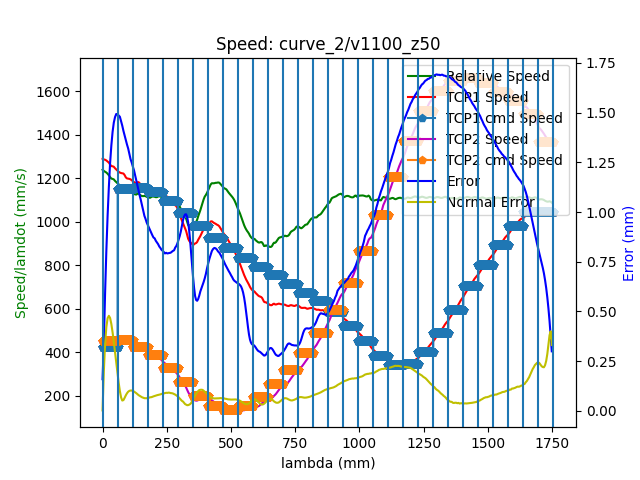 Speed: curve_2/v1100_z50
Speed/lamdot (mm/s)
1600
1400
1200
1000
800
600
400
200
Relative Speed
TCP1 Speed
TCP1 cmd Speed
TCP2 Speed
TCP2 cmd Speed
Error
Normal Error
1.75
1.50
1.25
1.00
0.75
0.50
0.25
0.00
Error (mm)
0 250 500 750 1000 1250 1500 1750
lambda (mm)